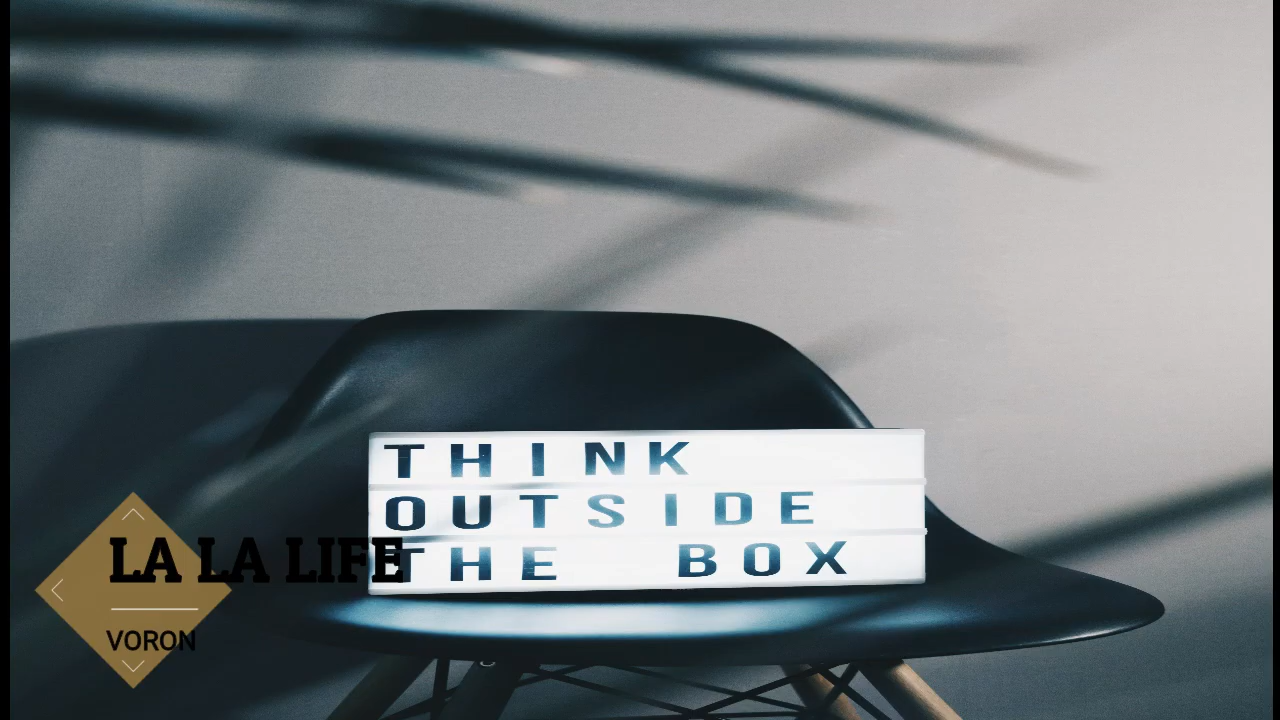 THINK
OUTSIDE
THE BOX
LA LA LIFE
VORON